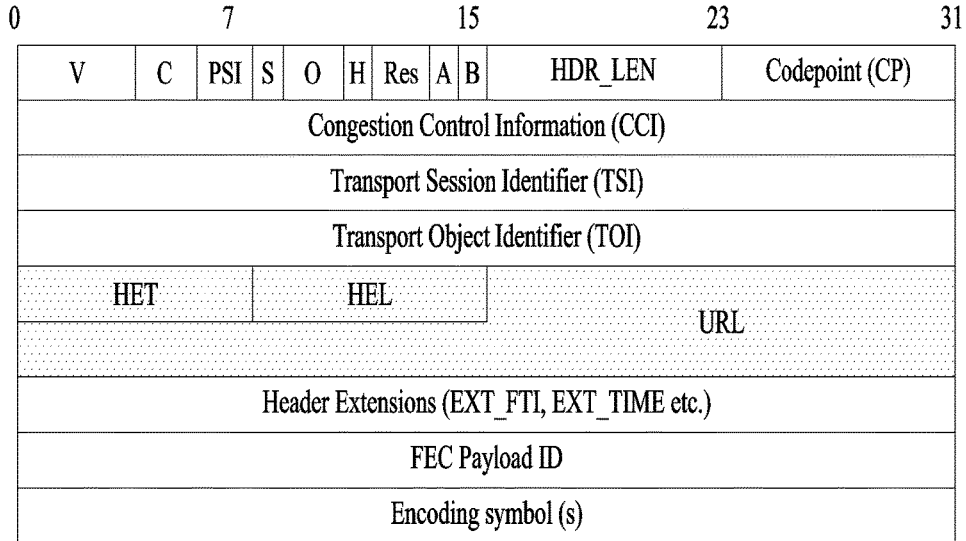 0 7 15 23 31
V C PSI S O H Res A B HDR_LEN Codepoint (CP)
Congestion Control Information (CCI)
Transport Session Identifier (TSI)
Transport Object Identifier (TOI)
HET HEL
URL
Header Extensions (EXT_FTI, EXT_TIME etc.)
FEC Payload ID
Encoding symbol (s)